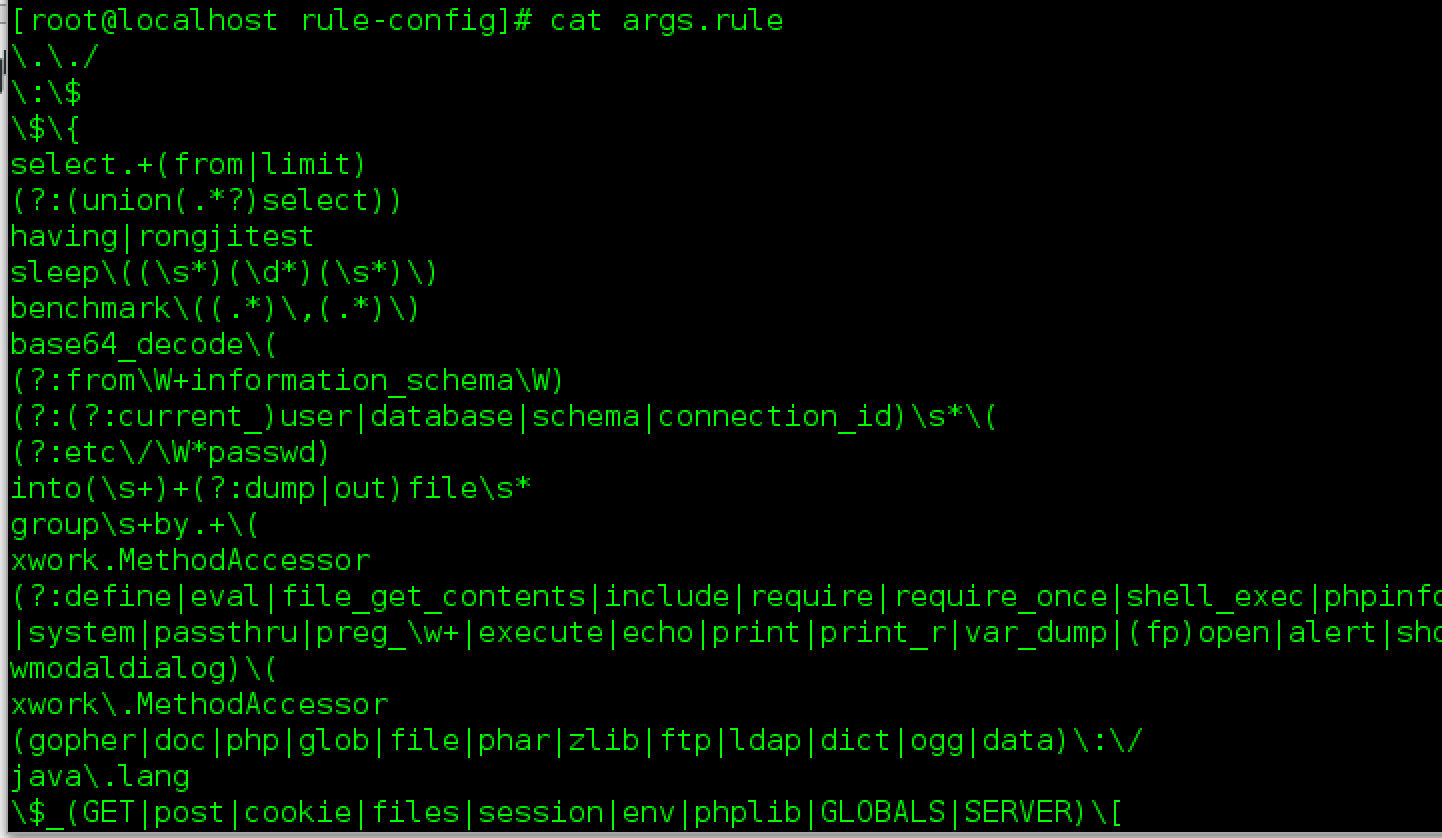 [root@localhost rule-config]# cat args.rule
\.\./
\:\$
\$\{
select.+(from|limit)
(?:(union(.*?)select))
having|rongjitest
sleep\((\s*)(\d*)(\s*)\)
benchmark\((.*)\,(.*)\)
base64_decode\(
(?:from\W+information_schema\W)
(?:(?:current_)user|database|schema|connection_id)\s*\(
(?:etc\/\W*passwd)
into(\s+)+(?:dump|out)file\s*
group\s+by.+\(
xwork.MethodAccessor
(?:define|eval|file_get_contents|include|require|require_once|shell_exec|phpinfo
|system|passthru|preg_\w+|execute|echo|print|print_r|var_dump|(fp)open|alert|sho
wmodaldialog)\(
xwork\.MethodAccessor
(gopher|doc|php|glob|file|phar|zlib|ftp|ldap|dict|ogg|data)\:\/
java\.lang
\$_(GET|post|cookie|files|session|env|phplib|GLOBALS|SERVER)\[